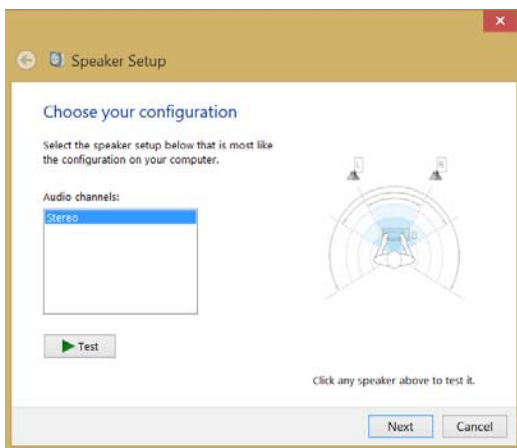 Speaker Setup
Choose your configuration
Select the speaker setup below that is most like
the configuration on your computer.
Audio channels:
Stereo
L
R
Test
Click any speaker above to test it.
Next
Cancel